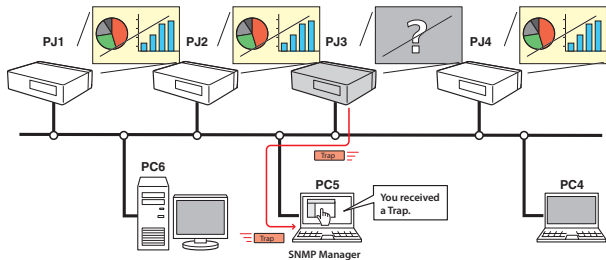 PJ1
PJ2
PJ3
PJ4
?
Trap
PC6
PC5
PC4
You received
a Trap.
Trap
SNMP Manager